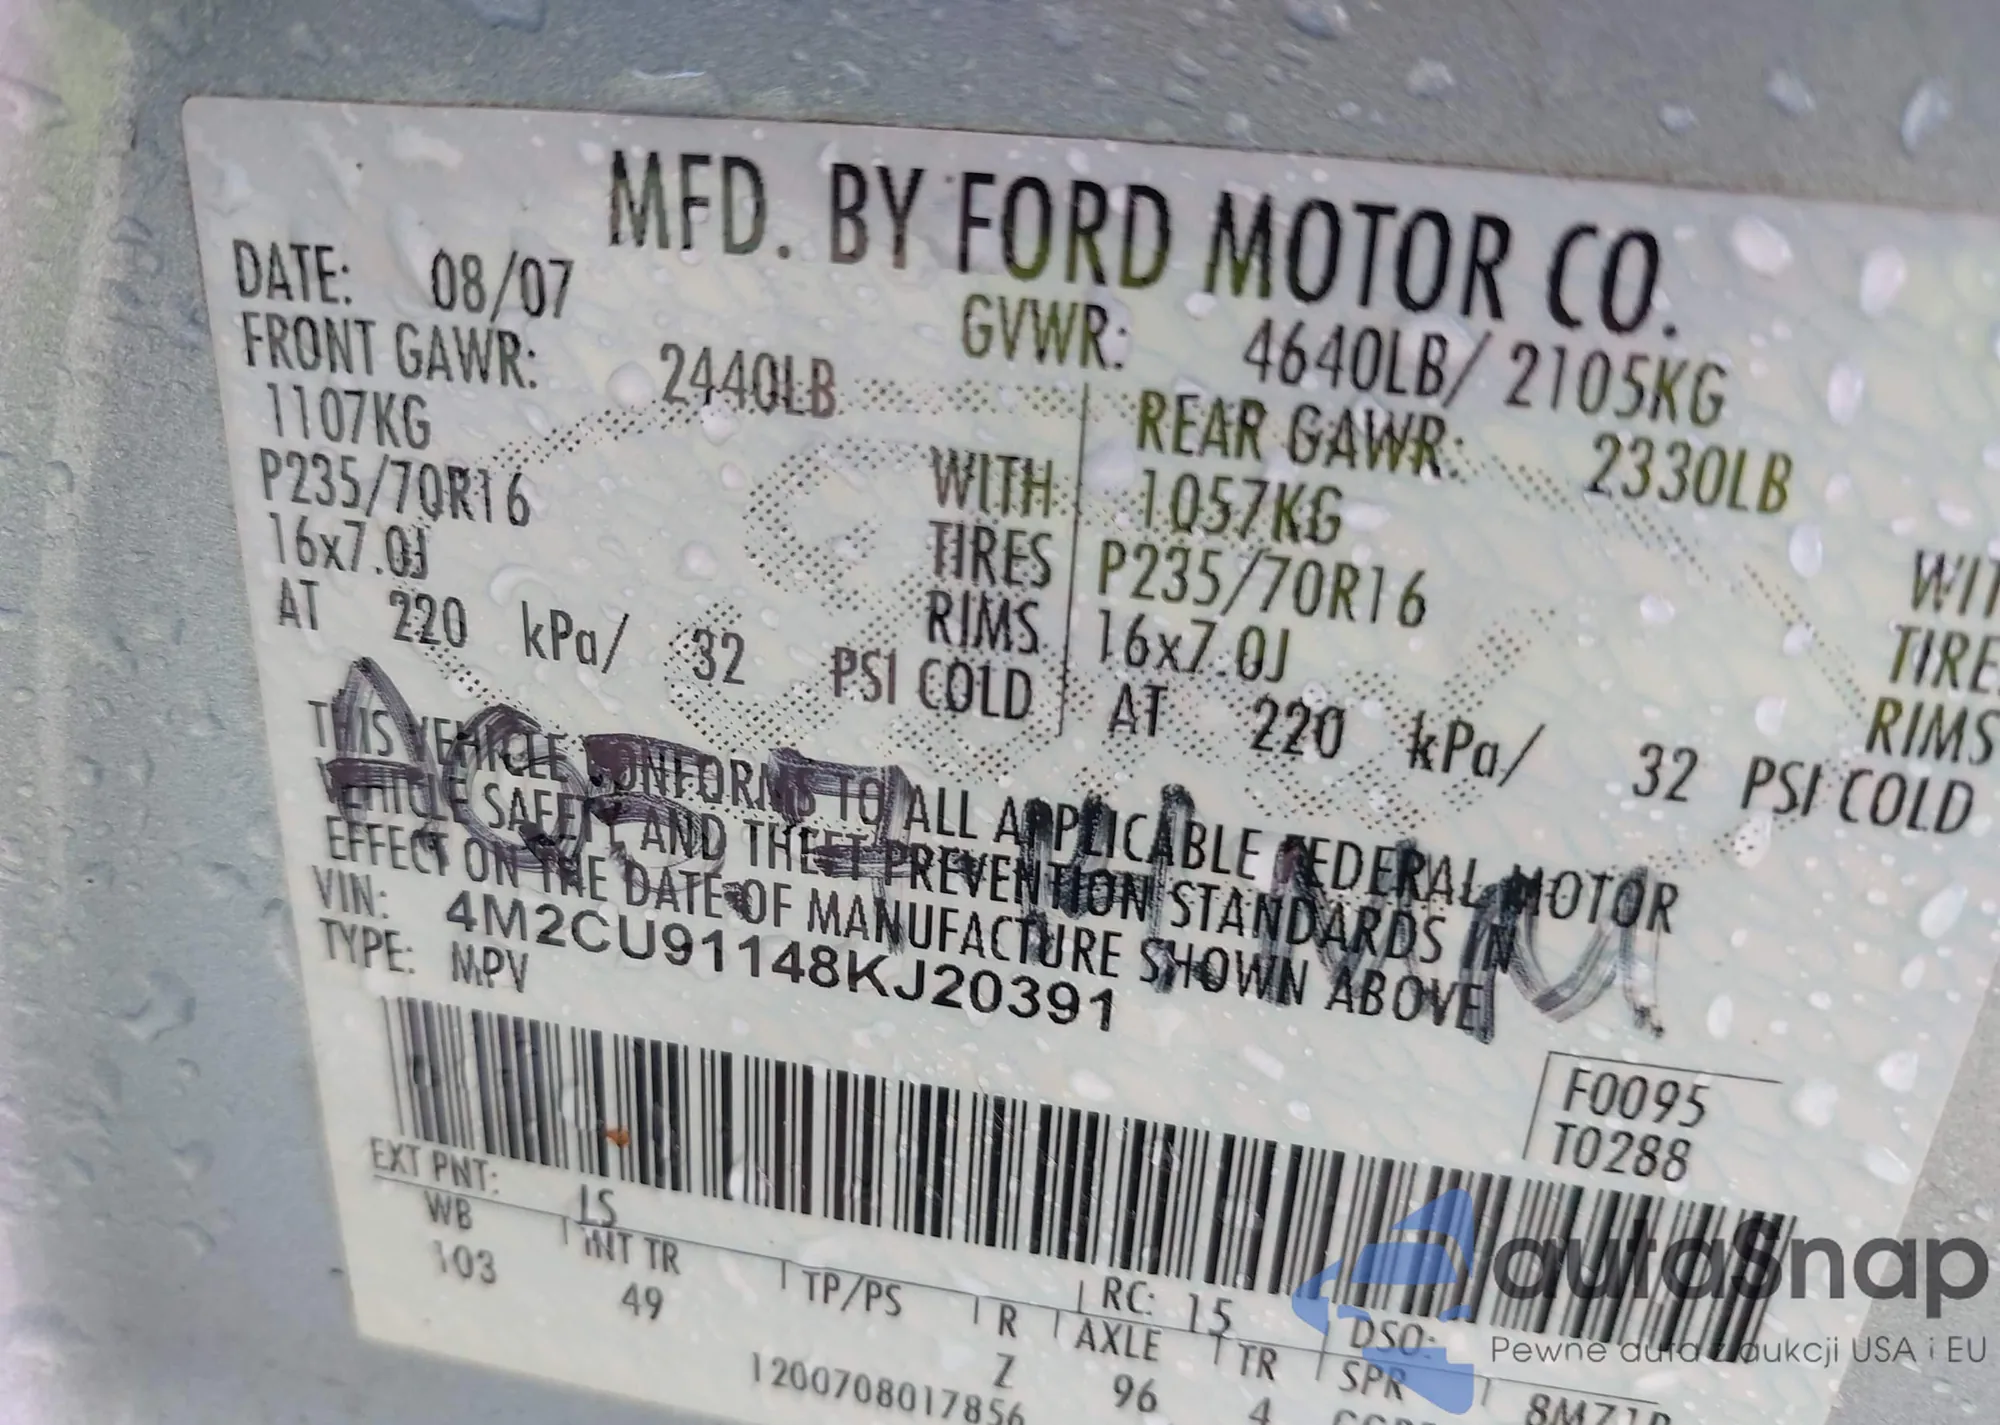 MFD. BY FORD MOTOR CO.
DATE: 08/07 GVWR: 4640LB/ 2105KG
FRONT GAWR: 2440LB REAR GAWR: 2330LB
1107KG WITH 1057KG
P235/70R16 TIRES P235/70R16 TIRE
16x7.0J RIMS 16x7.0J RIMS
AT 220 kPa/ 32 PSI COLD AT 220 kPa/ 32 PSI COLD
THIS VEHICLE CONFORMS TO ALL APPLICABLE FEDERAL MOTOR
VEHICLE SAFETY AND THEFT PREVENTION STANDARDS IN
EFFECT ON THE DATE OF MANUFACTURE SHOWN ABOVE.
VIN: 4M2CU91148KJ20391
TYPE: MPV
F0095
T0288
EXT PNT: LS RC: 15 DSO:
WB INT TR TP/PS R AXLE TR SPR
103 49 Z 96 4
1200708017856
autaSnap
Pewne auta z aukcji USA i EU